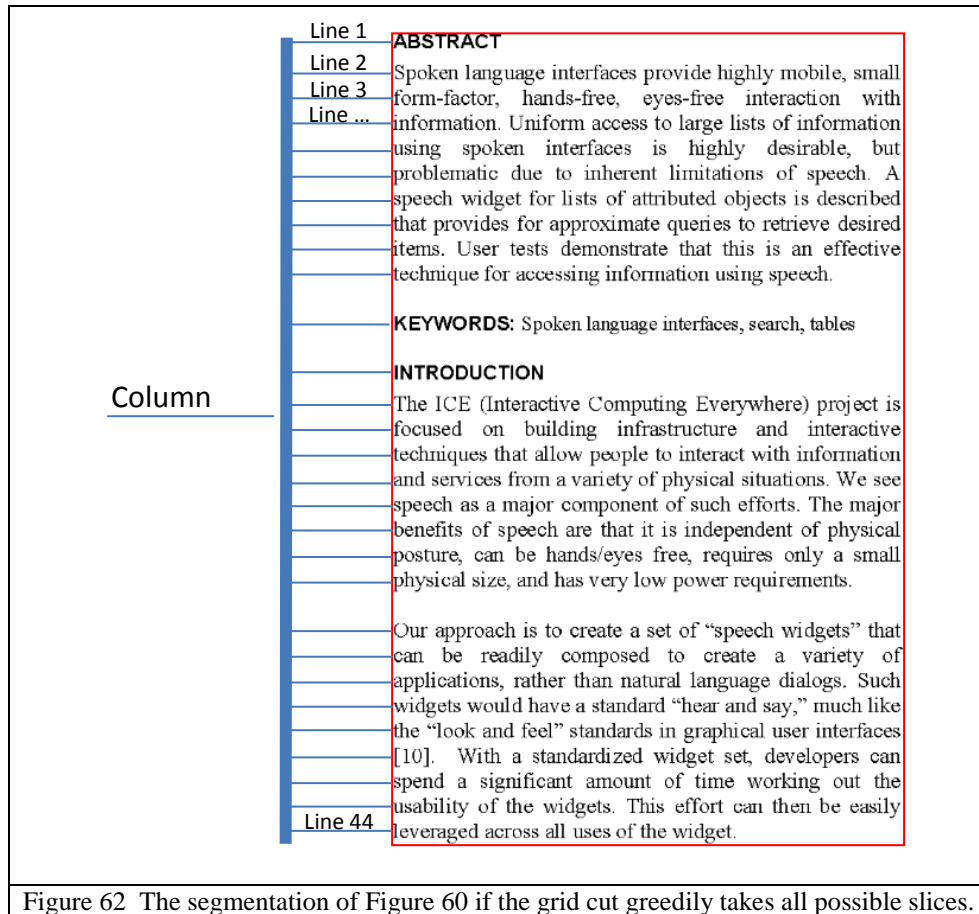 Line 1
Line 2
Line 3
Line ...
Line 44
Column
ABSTRACT
Spoken language interfaces provide highly mobile, small
form-factor, hands-free, eyes-free interaction with
information. Uniform access to large lists of information
using spoken interfaces is highly desirable, but
problematic due to inherent limitations of speech. A
speech widget for lists of attributed objects is described
that provides for approximate queries to retrieve desired
items. User tests demonstrate that this is an effective
technique for accessing information using speech.
KEYWORDS: Spoken language interfaces, search, tables
INTRODUCTION
The ICE (Interactive Computing Everywhere) project is
focused on building infrastructure and interactive
techniques that allow people to interact with information
and services from a variety of physical situations. We see
speech as a major component of such efforts. The major
benefits of speech are that it is independent of physical
posture, can be hands/eyes free, requires only a small
physical size, and has very low power requirements.
Our approach is to create a set of “speech widgets” that
can be readily composed to create a variety of
applications, rather than natural language dialogs. Such
widgets would have a standard “hear and say,” much like
the “look and feel” standards in graphical user interfaces
[10]. With a standardized widget set, developers can
spend a significant amount of time working out the
usability of the widgets. This effort can then be easily
leveraged across all uses of the widget.
Figure 62 The segmentation of Figure 60 if the grid cut greedily takes all possible slices.